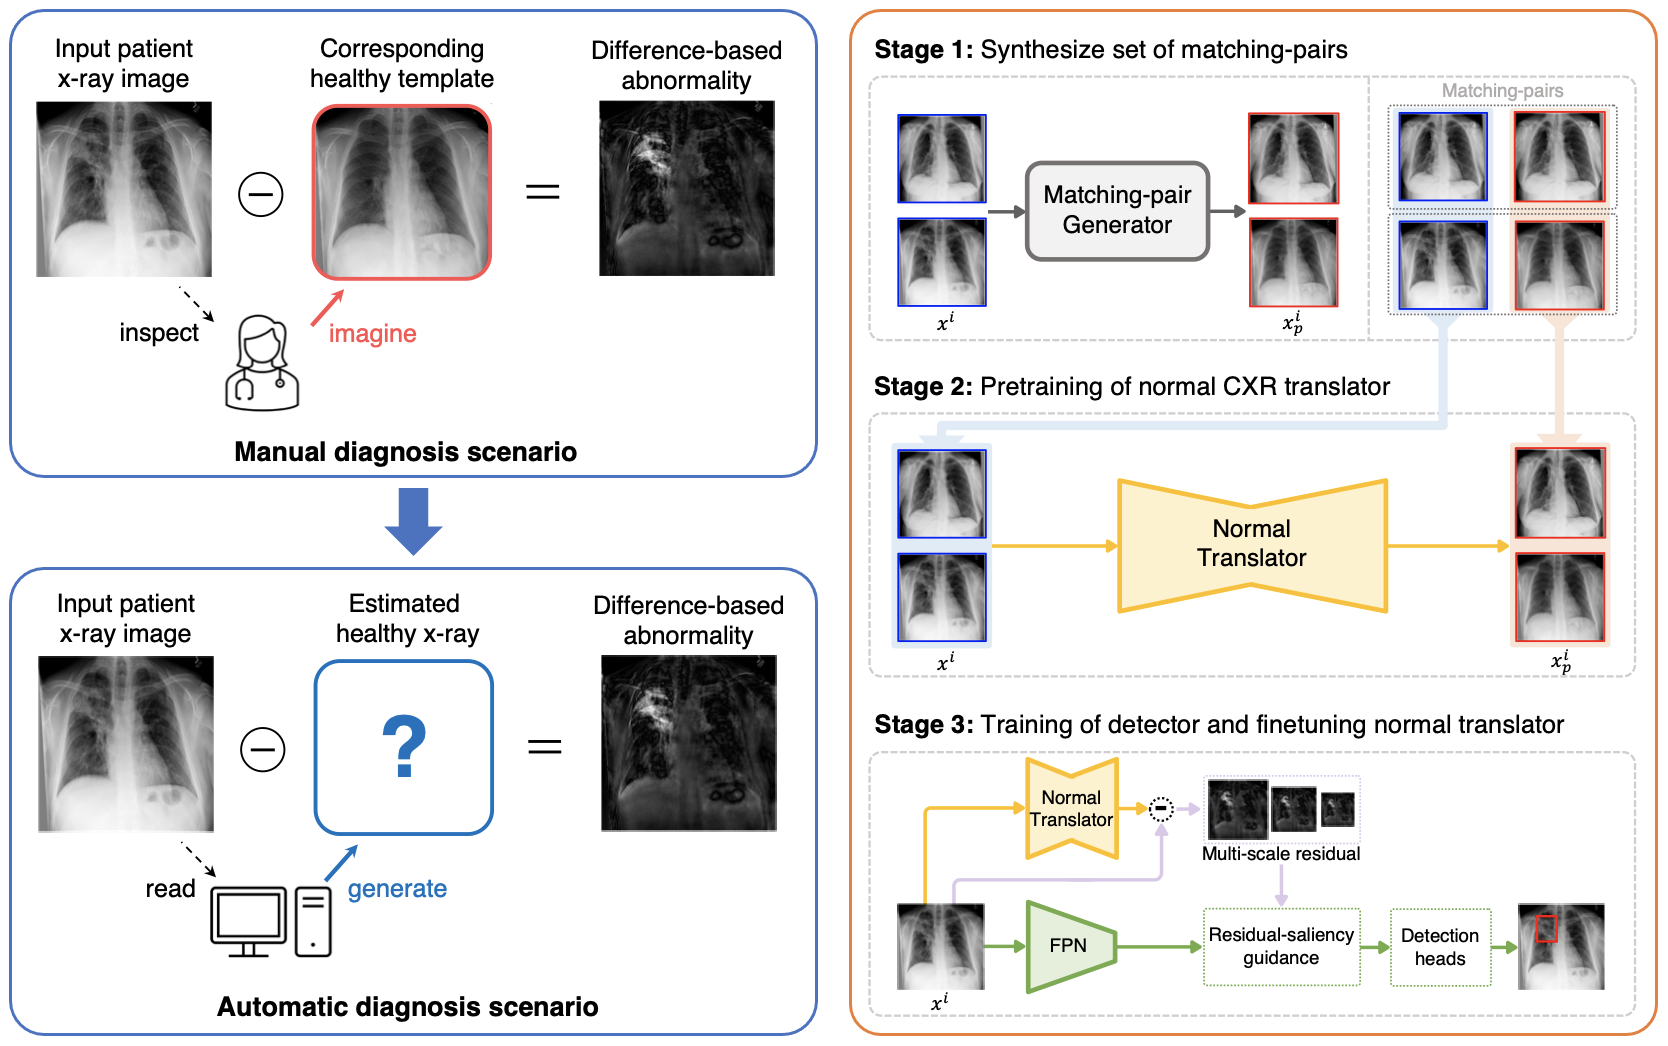 Input patient
x-ray image
Corresponding
healthy template
Difference-based
abnormality
−
=
inspect
imagine
Manual diagnosis scenario
Input patient
x-ray image
Estimated
healthy x-ray
Difference-based
abnormality
−
?
=
read
generate
Automatic diagnosis scenario
Stage 1: Synthesize set of matching-pairs
Matching-pairs
Matching-pair
Generator
x^i
x_p^i
Stage 2: Pretraining of normal CXR translator
Normal
Translator
x^i
x_p^i
Stage 3: Training of detector and finetuning normal translator
Normal
Translator
-
Multi-scale residual
FPN
Residual-saliency
guidance
Detection
heads
x^i